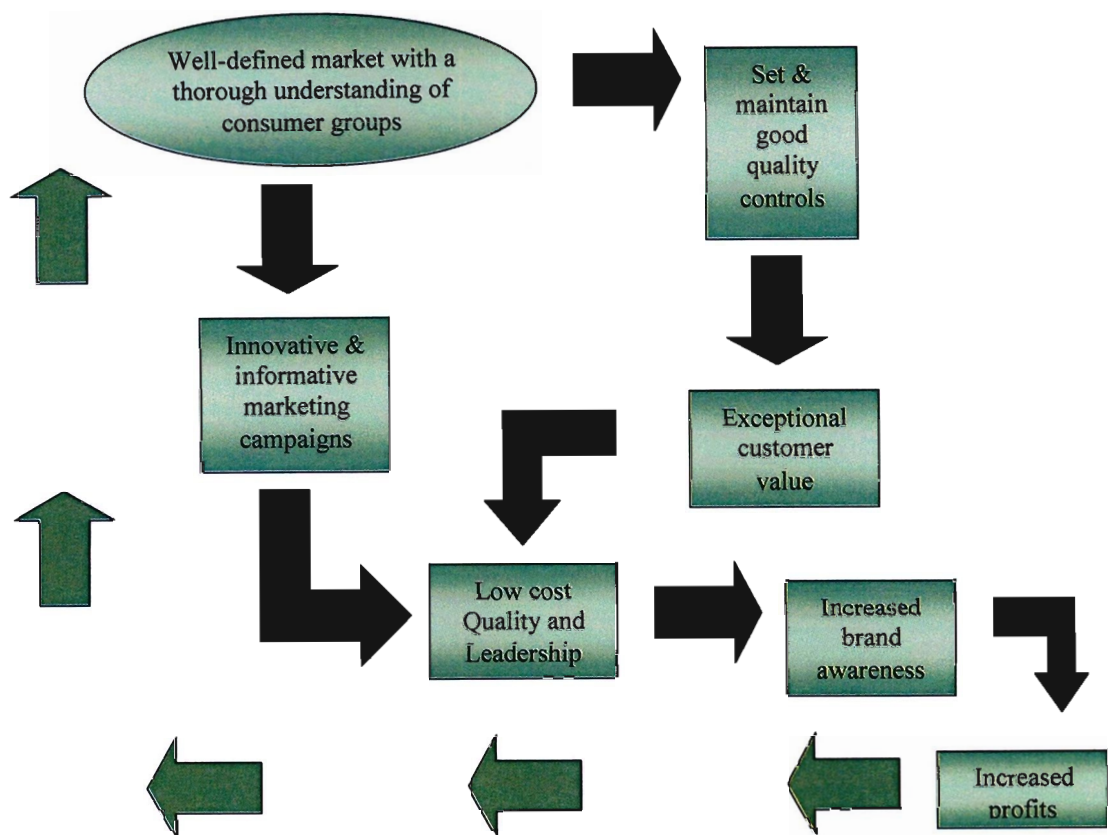 Well-defined market with a
thorough understanding of
consumer groups
Set &
maintain
good
quality
controls
Innovative &
informative
marketing
campaigns
Exceptional
customer
value
Low cost
Quality and
Leadership
Increased
brand
awareness
Increased
profits